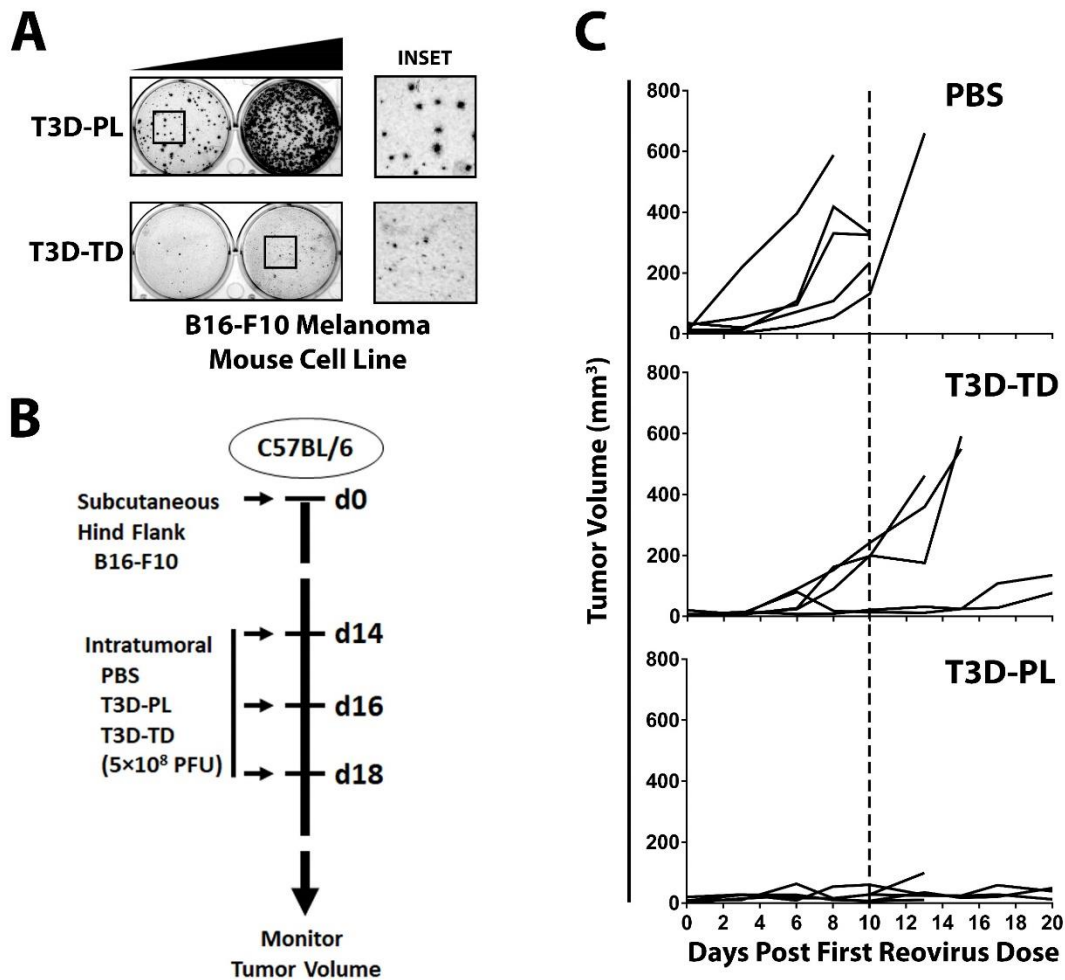 A
INSET
T3D-PL
T3D-TD
B16-F10 Melanoma
Mouse Cell Line
B
C57BL/6
Subcutaneous
Hind Flank
B16-F10
d0
Intratumoral
PBS
T3D-PL
T3D-TD
(5×10⁸ PFU)
d14
d16
d18
Monitor
Tumor Volume
C
Tumor Volume (mm³)
PBS
800
600
400
200
0
T3D-TD
800
600
400
200
0
T3D-PL
800
600
400
200
0
0 2 4 6 8 10 12 14 16 18 20
Days Post First Reovirus Dose